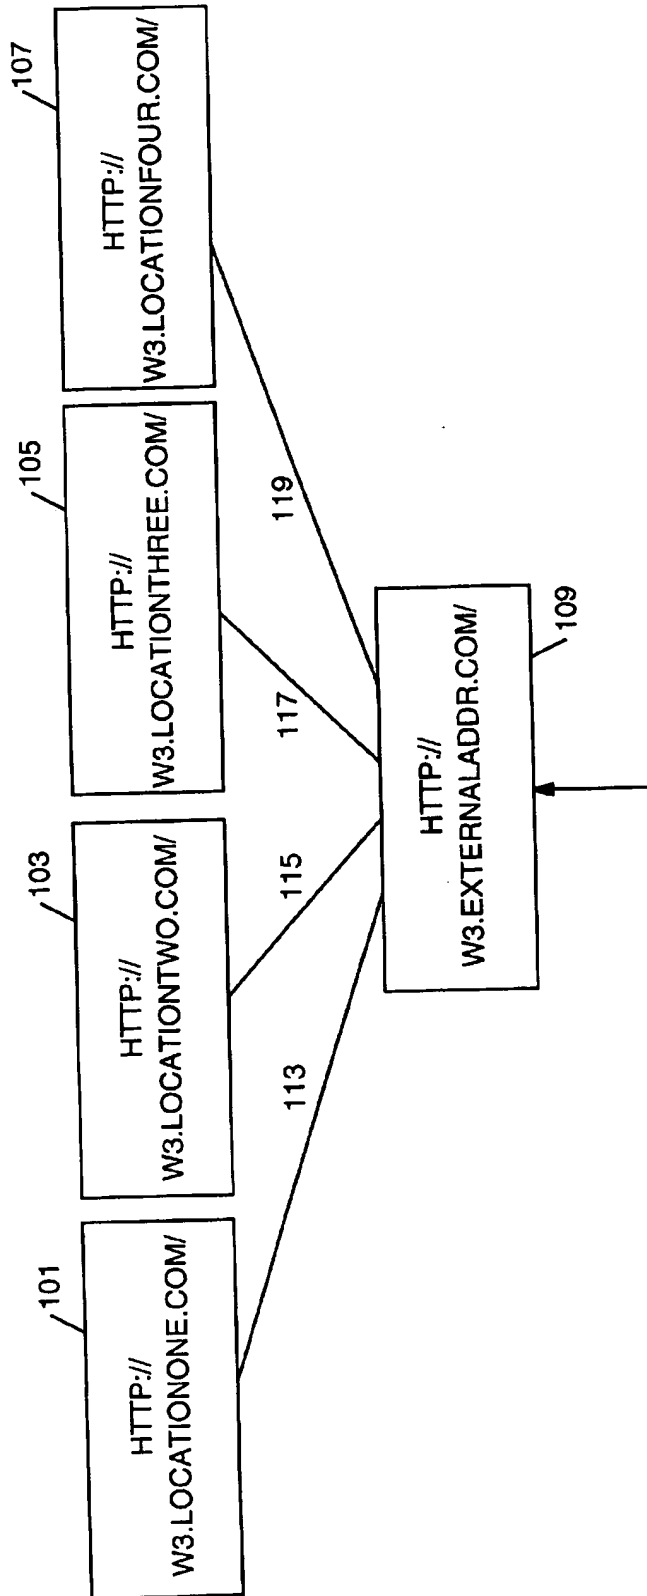 101
HTTP://
W3.LOCATIONONE.COM/
103
HTTP://
W3.LOCATIONTWO.COM/
105
HTTP://
W3.LOCATIONTHREE.COM/
107
HTTP://
W3.LOCATIONFOUR.COM/
113
115
117
119
HTTP://
W3.EXTERNALADDR.COM/
109